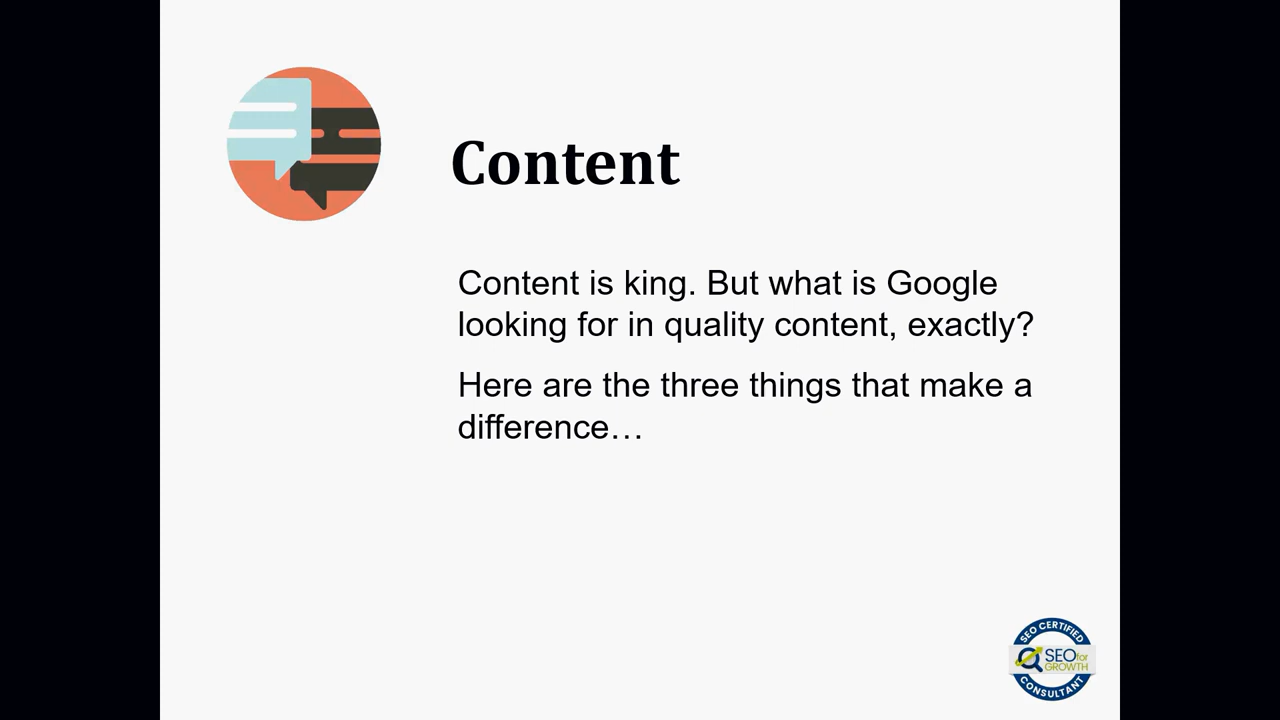 Content
Content is king. But what is Google
looking for in quality content, exactly?
Here are the three things that make a
difference…
SEO CERTIFIED
SEO for
GROWTH
CONSULTANT